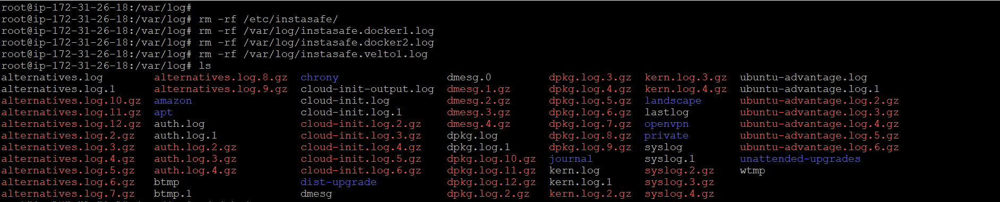 root@ip-172-31-26-18:/var/log#
root@ip-172-31-26-18:/var/log# rm -rf /etc/instasafe/
root@ip-172-31-26-18:/var/log# rm -rf /var/log/instasafe.docker1.log
root@ip-172-31-26-18:/var/log# rm -rf /var/log/instasafe.docker2.log
root@ip-172-31-26-18:/var/log# rm -rf /var/log/instasafe.velto1.log
root@ip-172-31-26-18:/var/log# ls
alternatives.log alternatives.log.8.gz chrony dmesg.0 dpkg.log.3.gz kern.log.3.gz ubuntu-advantage.log
alternatives.log.1 alternatives.log.9.gz cloud-init-output.log dmesg.1.gz dpkg.log.4.gz kern.log.4.gz ubuntu-advantage.log.1
alternatives.log.10.gz amazon cloud-init.log dmesg.2.gz dpkg.log.5.gz landscape ubuntu-advantage.log.2.gz
alternatives.log.11.gz apt cloud-init.log.1 dmesg.3.gz dpkg.log.6.gz lastlog ubuntu-advantage.log.3.gz
alternatives.log.12.gz auth.log cloud-init.log.2.gz dmesg.4.gz dpkg.log.7.gz openvpn ubuntu-advantage.log.4.gz
alternatives.log.2.gz auth.log.1 cloud-init.log.3.gz dpkg.log dpkg.log.8.gz private ubuntu-advantage.log.5.gz
alternatives.log.3.gz auth.log.2.gz cloud-init.log.4.gz dpkg.log.1 dpkg.log.9.gz syslog ubuntu-advantage.log.6.gz
alternatives.log.4.gz auth.log.3.gz cloud-init.log.5.gz dpkg.log.10.gz journal syslog.1 unattended-upgrades
alternatives.log.5.gz auth.log.4.gz cloud-init.log.6.gz dpkg.log.11.gz kern.log syslog.2.gz wtmp
alternatives.log.6.gz btmp dist-upgrade dpkg.log.12.gz kern.log.1 syslog.3.gz
alternatives.log.7.gz btmp.1 dmesg dpkg.log.2.gz kern.log.2.gz syslog.4.gz